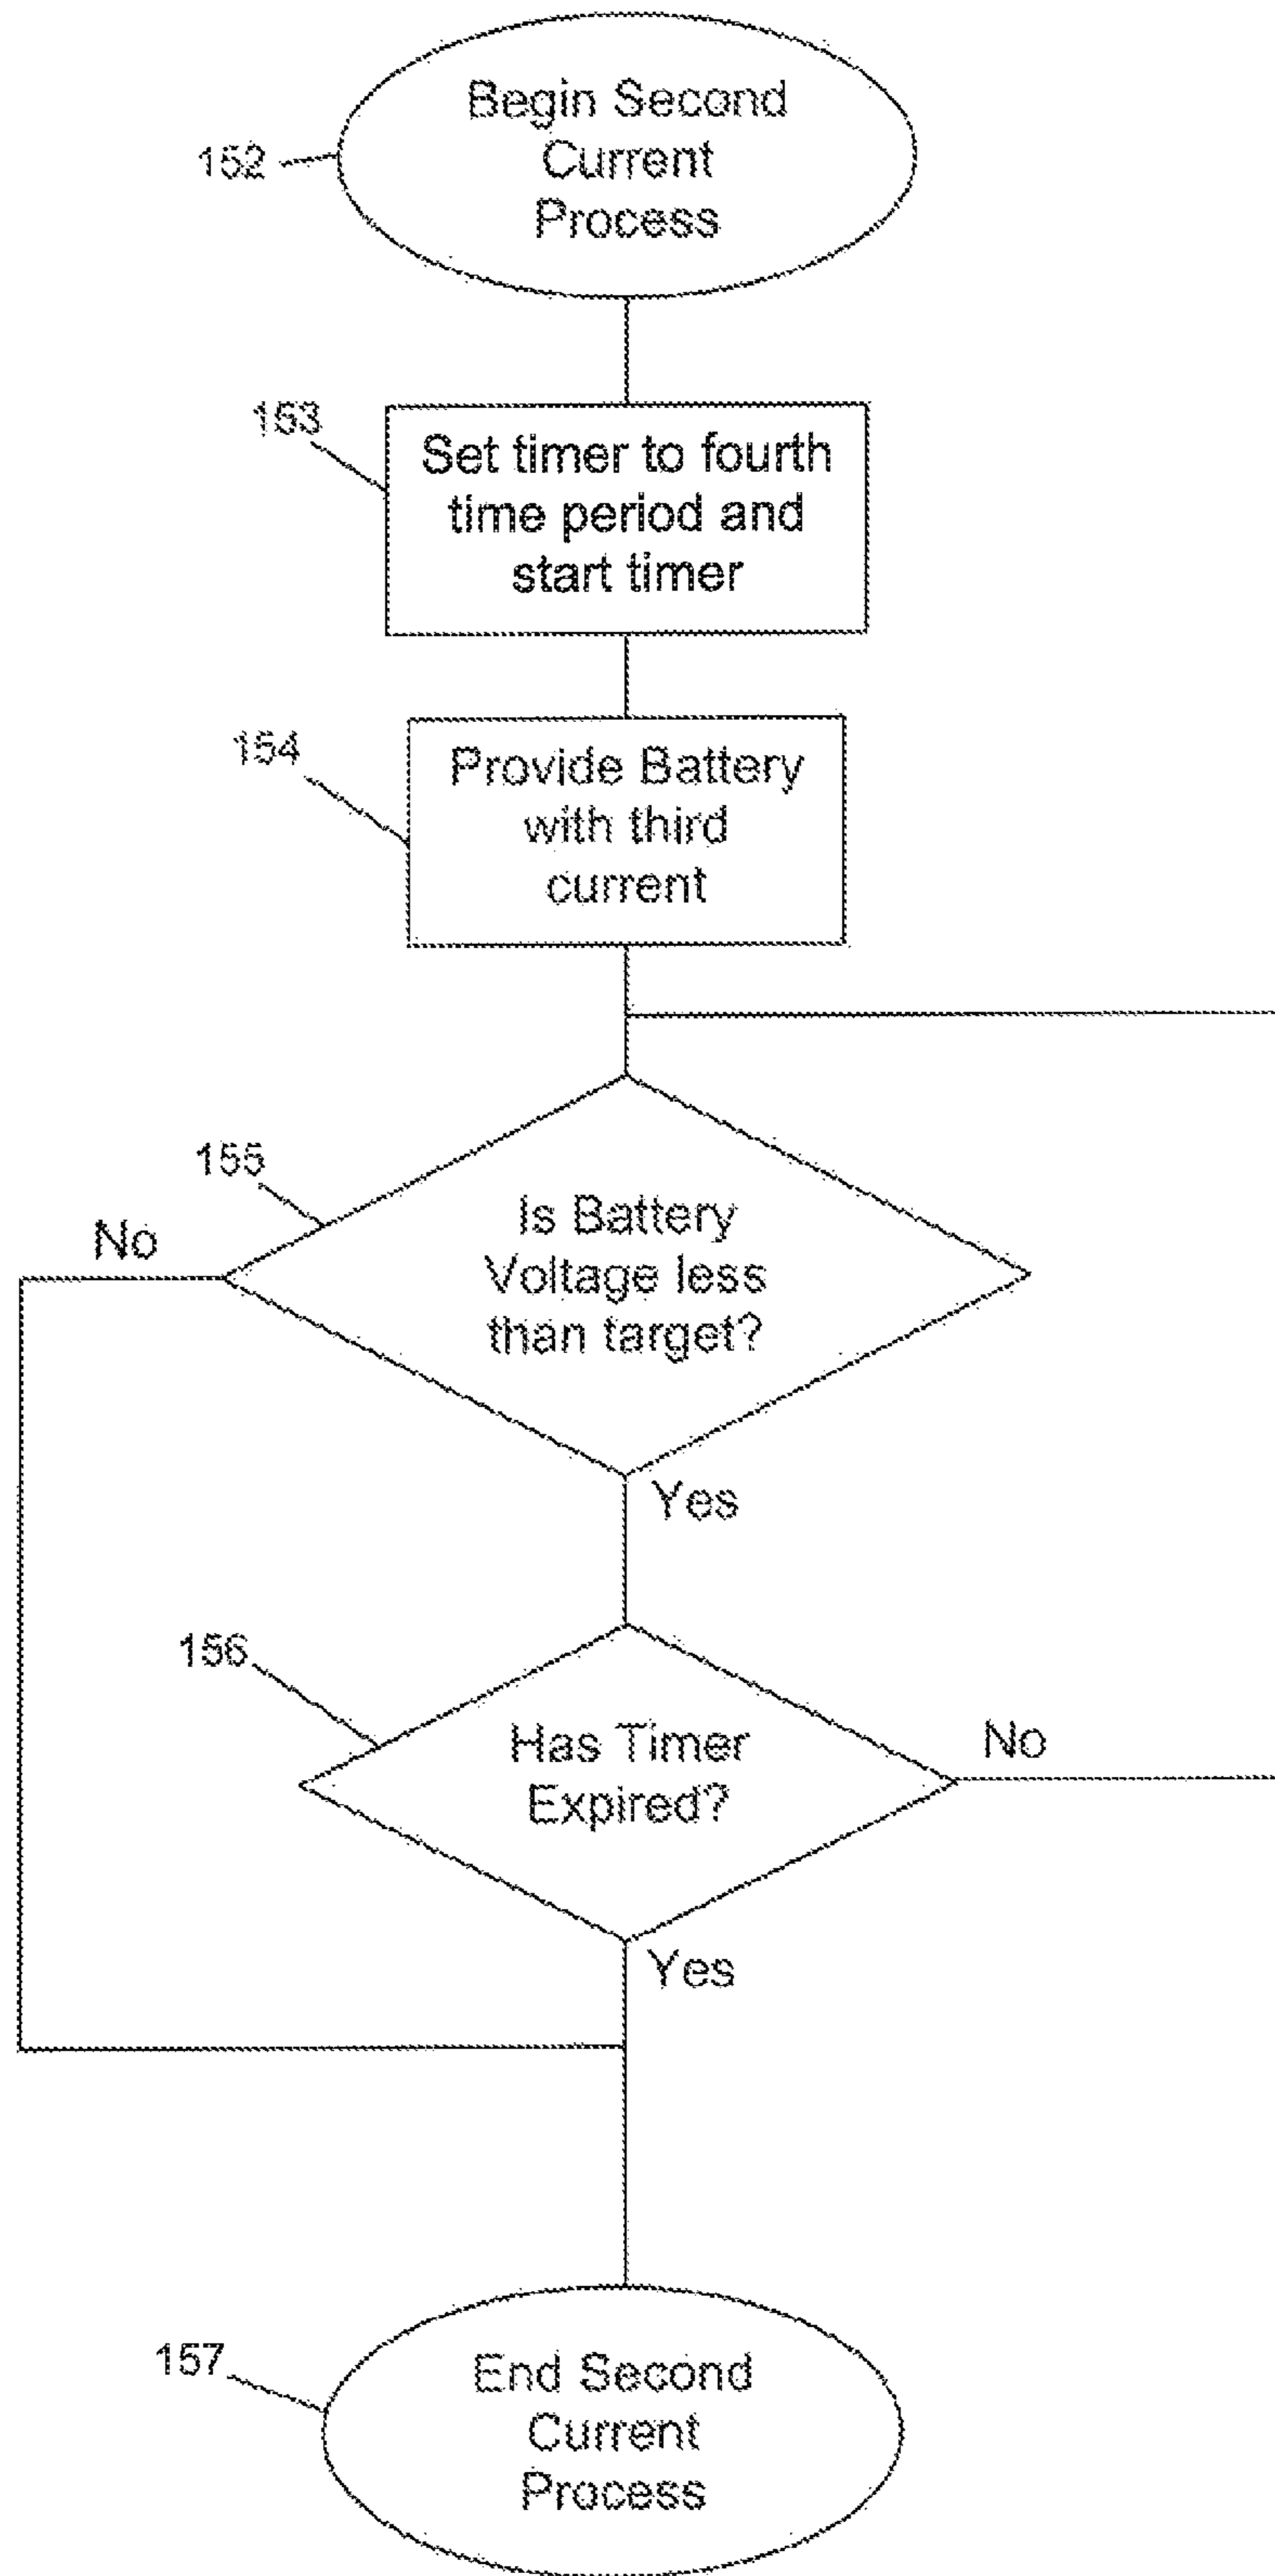 152
Begin Second
Current
Process
153
Set timer to fourth
time period and
start timer
154
Provide Battery
with third
current
155
No
Is Battery
Voltage less
than target?
Yes
156
Has Timer
Expired?
No
Yes
157
End Second
Current
Process